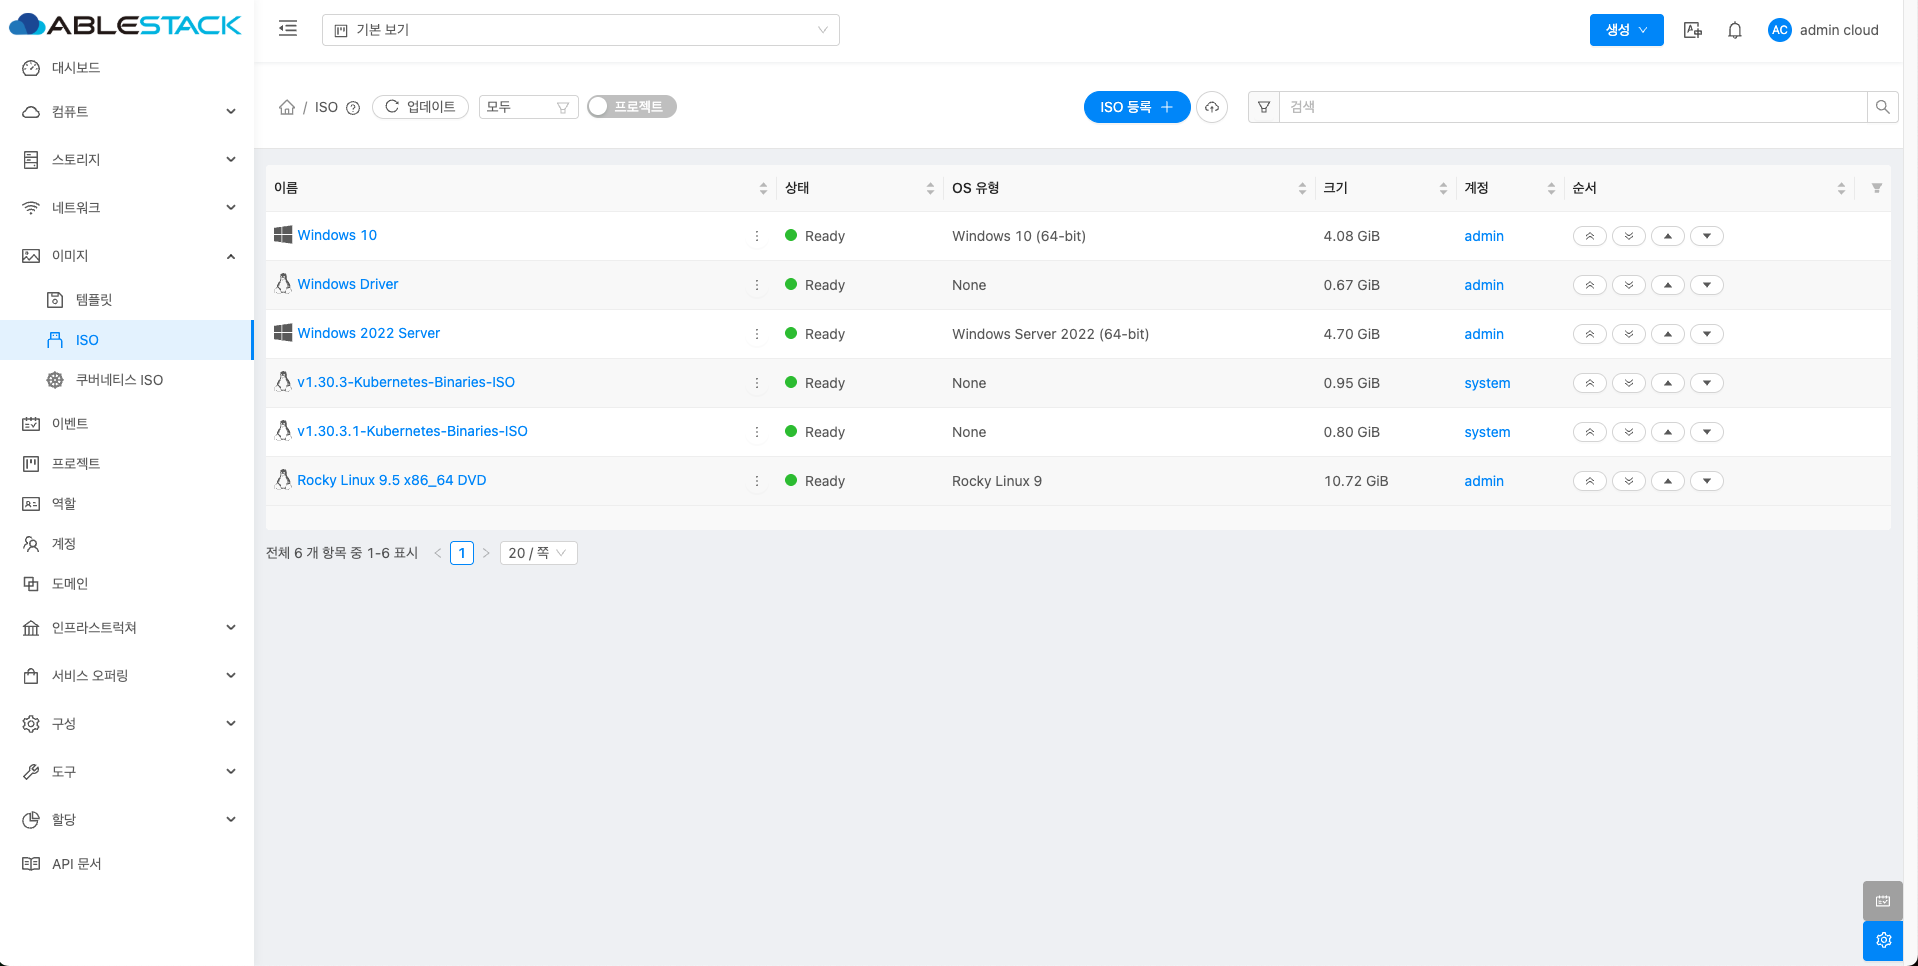 ABLESTACK
대시보드
컴퓨트
스토리지
네트워크
이미지
템플릿
ISO
쿠버네티스 ISO
이벤트
프로젝트
역할
계정
도메인
인프라스트럭쳐
서비스 오퍼링
구성
도구
할당
API 문서
기본 보기
생성
AC admin cloud
/ ISO 업데이트 모두 프로젝트
ISO 등록 검색
이름 상태 OS 유형 크기 계정 순서
Windows 10 Ready Windows 10 (64-bit) 4.08 GiB admin
Windows Driver Ready None 0.67 GiB admin
Windows 2022 Server Ready Windows Server 2022 (64-bit) 4.70 GiB admin
v1.30.3-Kubernetes-Binaries-ISO Ready None 0.95 GiB system
v1.30.3.1-Kubernetes-Binaries-ISO Ready None 0.80 GiB system
Rocky Linux 9.5 x86_64 DVD Ready Rocky Linux 9 10.72 GiB admin
전체 6 개 항목 중 1-6 표시 < 1 > 20 / 쪽